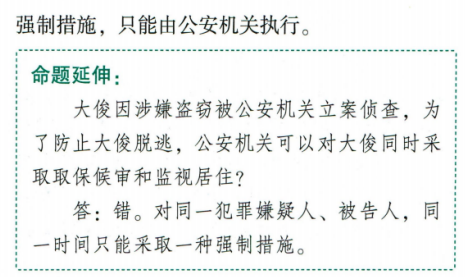 强制措施，只能由公安机关执行。
命题延伸：
大俊因涉嫌盗窃被公安机关立案侦查，为
了防止大俊脱逃，公安机关可以对大俊同时采
取取保候审和监视居住？
答：错。对同一犯罪嫌疑人、被告人，同
一时间只能采取一种强制措施。